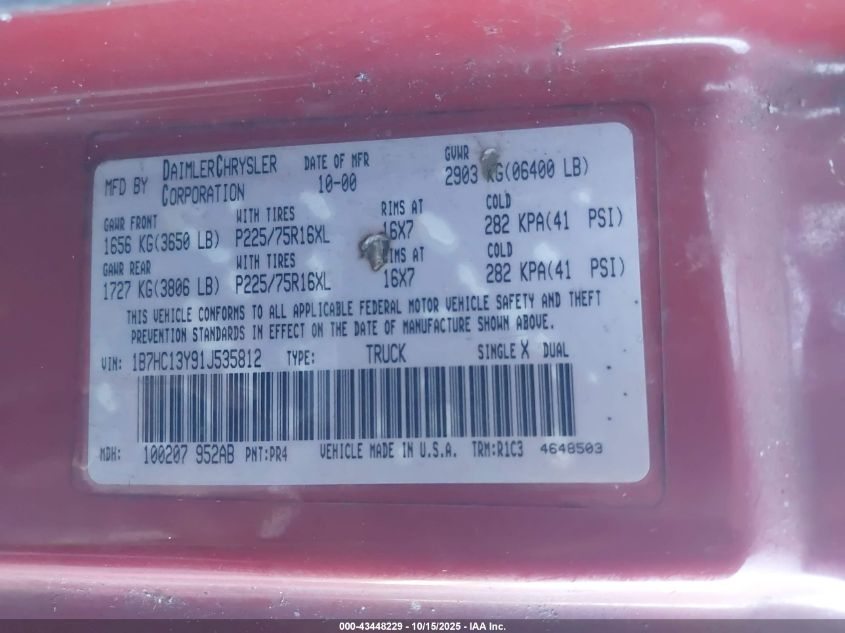 MFD BY DAIMLERCHRYSLER CORPORATION
DATE OF MFR 10-00
GVWR 2903 KG(06400 LB)
GAWR FRONT WITH TIRES RIMS AT COLD
1656 KG(3650 LB) P225/75R16XL 16X7 282 KPA(41 PSI)
GAWR REAR WITH TIRES RIMS AT COLD
1727 KG(3806 LB) P225/75R16XL 16X7 282 KPA(41 PSI)
THIS VEHICLE CONFORMS TO ALL APPLICABLE FEDERAL MOTOR VEHICLE SAFETY AND THEFT
PREVENTION STANDARDS IN EFFECT ON THE DATE OF MANUFACTURE SHOWN ABOVE.
VIN: 1B7HC13Y91J535812 TYPE: TRUCK SINGLE X DUAL
MDH: 100207 952AB PNT:PR4 VEHICLE MADE IN U.S.A. TRM:R1C3 4648503
000-43448229 - 10/15/2025 - IAA Inc.